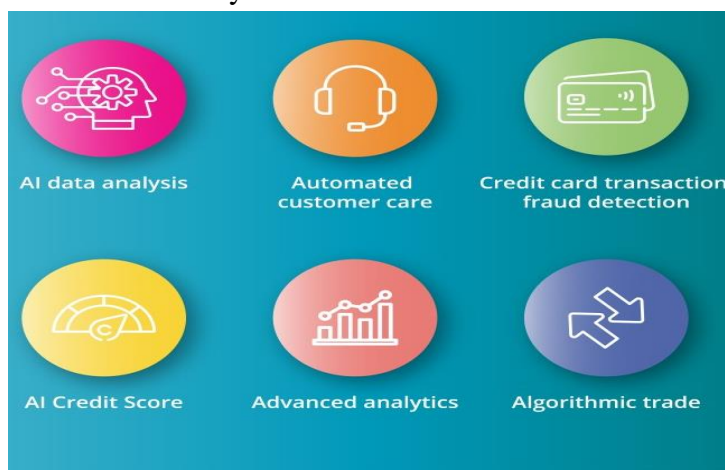 AI data analysis
Automated
customer care
Credit card transaction
fraud detection
AI Credit Score
Advanced analytics
Algorithmic trade